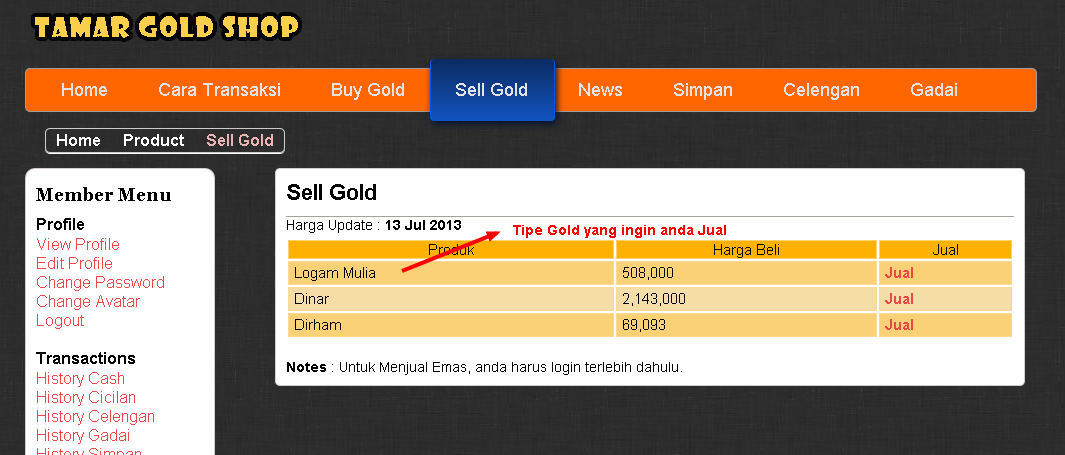 TAMAR GOLD SHOP
Home Cara Transaksi Buy Gold Sell Gold News Simpan Celengan Gadai
Home Product Sell Gold
Member Menu
Profile
View Profile
Edit Profile
Change Password
Change Avatar
Logout
Transactions
History Cash
History Cicilan
History Celengan
History Gadai
History Simpan
Sell Gold
Harga Update : 13 Jul 2013
Tipe Gold yang ingin anda Jual
Produk Harga Beli Jual
Logam Mulia 508,000 Jual
Dinar 2,143,000 Jual
Dirham 69,093 Jual
Notes : Untuk Menjual Emas, anda harus login terlebih dahulu.